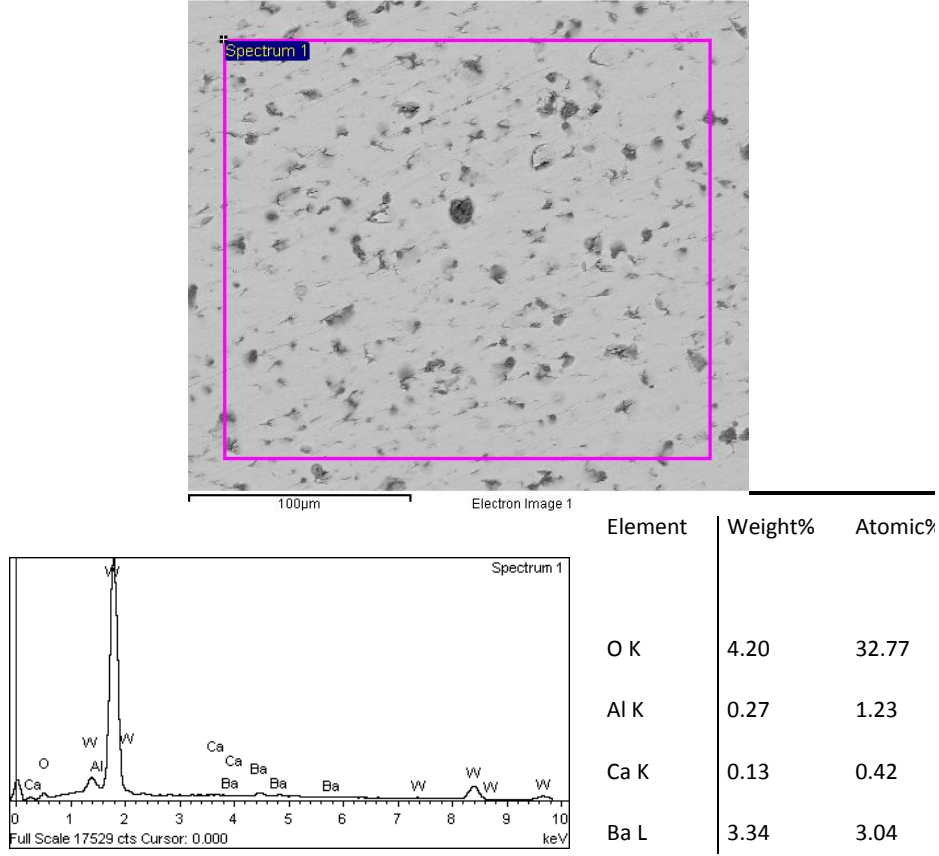 Spectrum 1
100µm
Electron Image 1
Element Weight% Atomic%
O K 4.20 32.77
Al K 0.27 1.23
Ca K 0.13 0.42
Ba L 3.34 3.04
Spectrum 1
W
W W
O Al
Ca
Ca
Ca Ba
Ba Ba Ba W W W W
0 1 2 3 4 5 6 7 8 9 10
Full Scale 17529 cts Cursor: 0.000 keV